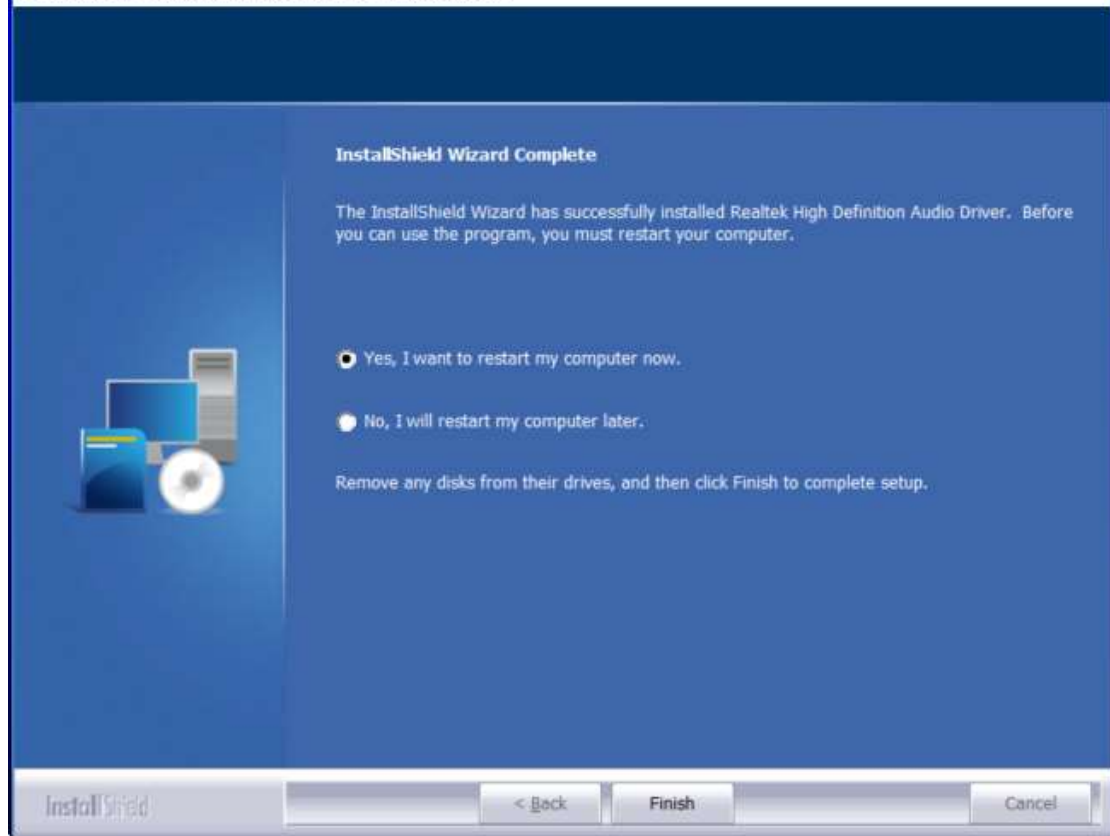 InstallShield Wizard Complete
The InstallShield Wizard has successfully installed Realtek High Definition Audio Driver. Before
you can use the program, you must restart your computer.
Yes, I want to restart my computer now.
No, I will restart my computer later.
Remove any disks from their drives, and then click Finish to complete setup.
InstallShield
< Back
Finish
Cancel